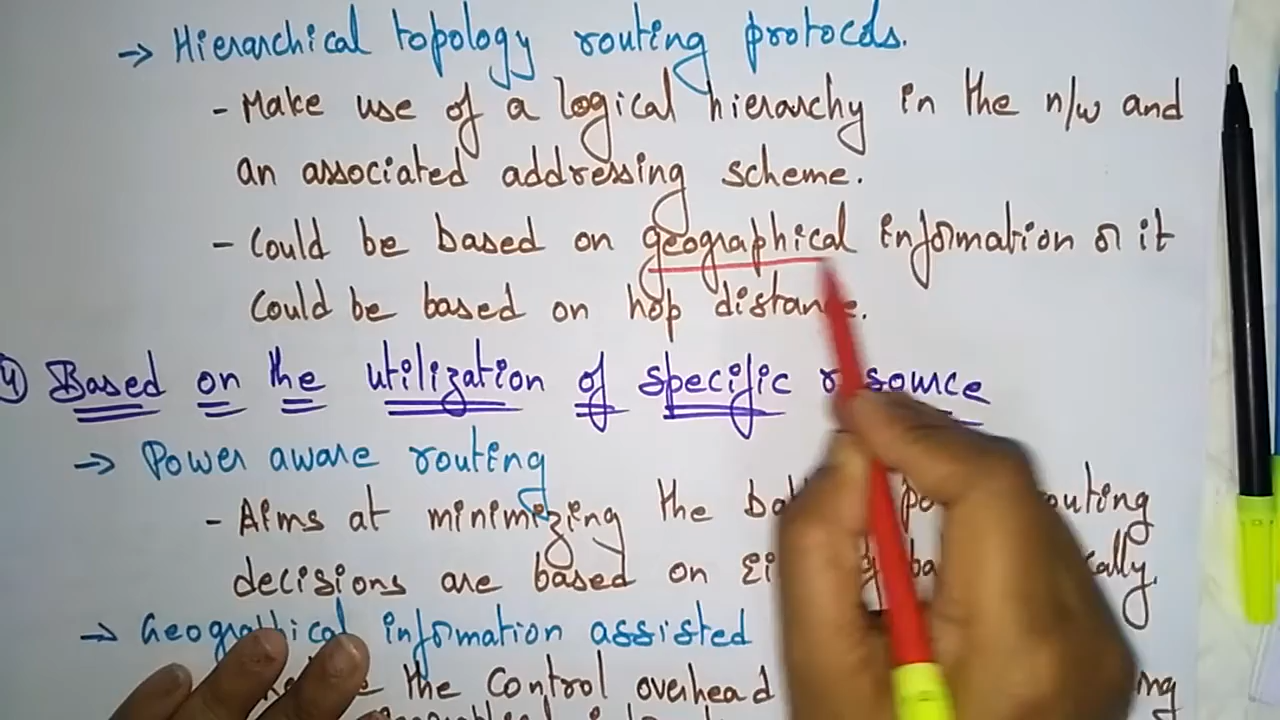 → Hierarchical topology routing protocols.
- Make use of a logical hierarchy in the n/w and
an associated addressing scheme.
- Could be based on geographical information or it
Could be based on hop distance.
4) Based on the utilization of specific resource
→ Power aware routing
- Aims at minimizing the
decisions are based on
→ Geographical information assisted
the control overhead